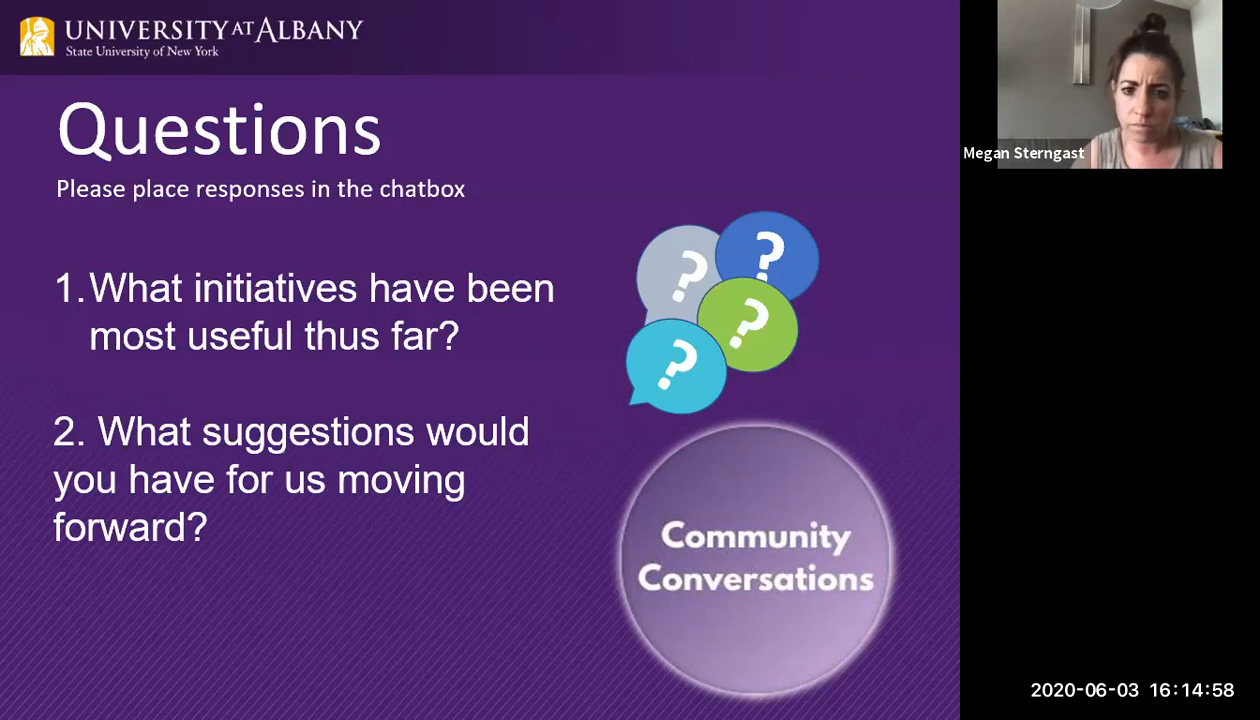 UNIVERSITY AT ALBANY
State University of New York
Questions
Please place responses in the chatbox
1. What initiatives have been
most useful thus far?
2. What suggestions would
you have for us moving
forward?
? ? ? ?
Community
Conversations
Megan Sterngast
2020-06-03 16:14:58